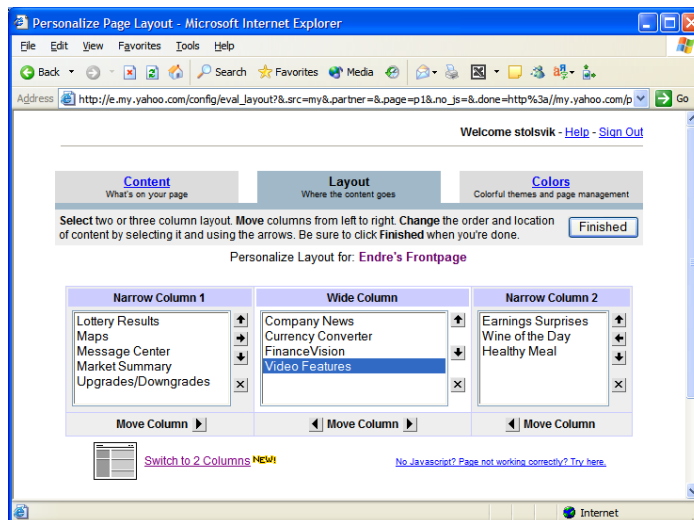 Personalize Page Layout - Microsoft Internet Explorer
File Edit View Favorites Tools Help
Back Search Favorites Media
Address http://e.my.yahoo.com/config/eval_layout?&.src=my&.partner=&.page=p1&.no_js=&.done=http%3a//my.yahoo.com/p Go
Welcome stolsvik - Help - Sign Out
Content Layout Colors
What's on your page Where the content goes Colorful themes and page management
Select two or three column layout. Move columns from left to right. Change the order and location
of content by selecting it and using the arrows. Be sure to click Finished when you're done.
Finished
Personalize Layout for: Endre's Frontpage
Narrow Column 1 Wide Column Narrow Column 2
Lottery Results Company News Earnings Surprises
Maps Currency Converter Wine of the Day
Message Center FinanceVision Healthy Meal
Market Summary Video Features
Upgrades/Downgrades
Move Column Move Column Move Column
Switch to 2 Columns NEW! No Javascript? Page not working correctly? Try here.
Internet